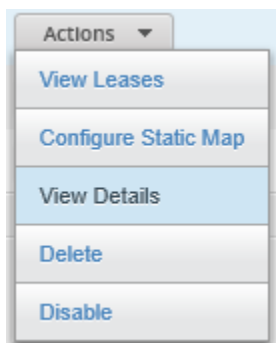 Actions
View Leases
Configure Static Map
View Details
Delete
Disable